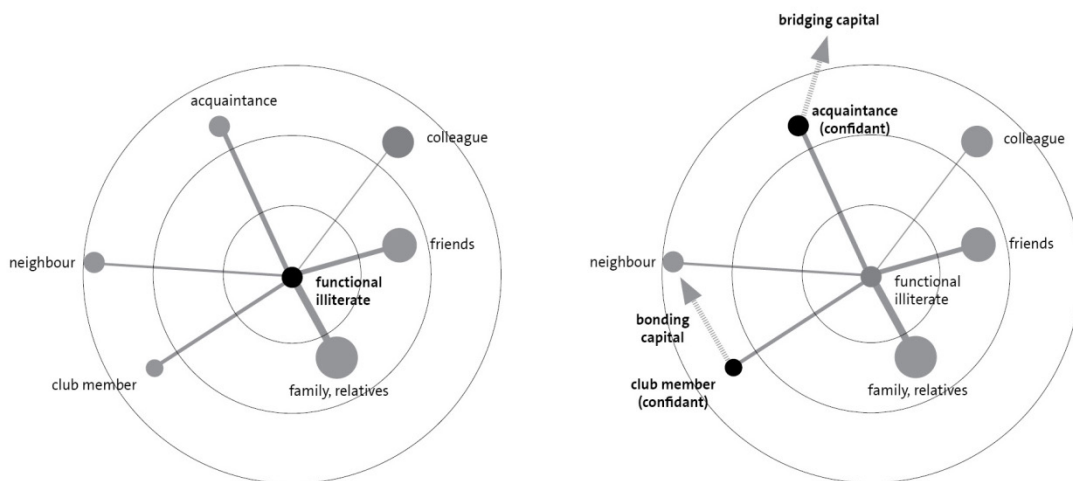 acquaintance
colleague
friends
neighbour
functional
illiterate
club member
family, relatives
bridging capital
acquaintance
(confidant)
colleague
friends
neighbour
functional
illiterate
bonding
capital
club member
(confidant)
family, relatives